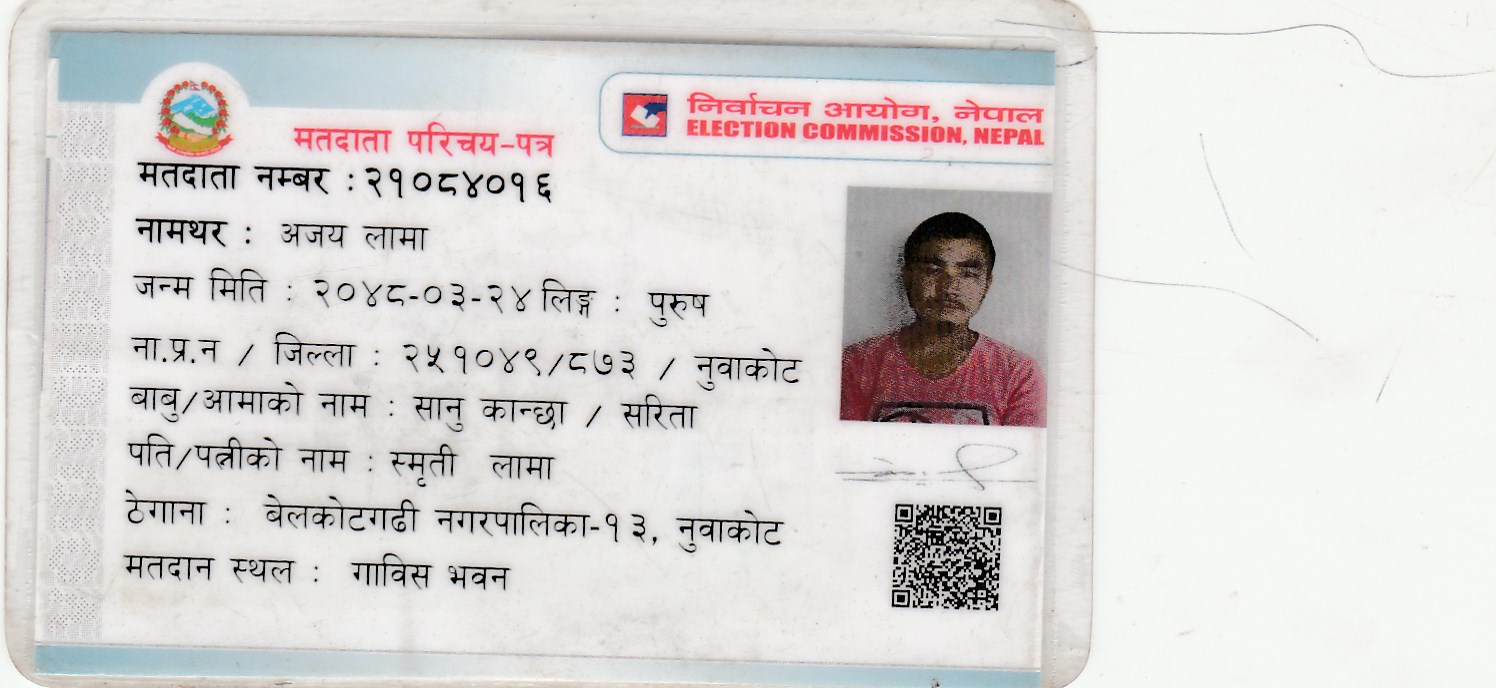 निर्वाचन आयोग, नेपाल
ELECTION COMMISSION, NEPAL
मतदाता परिचय-पत्र
मतदाता नम्बर : २१०८४०१६
नामथर : अजय लामा
जन्म मिति : २०४८-०३-२४ लिङ्ग : पुरुष
ना.प्र.न / जिल्ला : २५१०४९/८७३ / नुवाकोट
बाबु/आमाको नाम : सानु कान्छा / सरिता
पति/पत्नीको नाम : स्मृती लामा
ठेगाना : बेलकोटगढी नगरपालिका-१३, नुवाकोट
मतदान स्थल : गाविस भवन